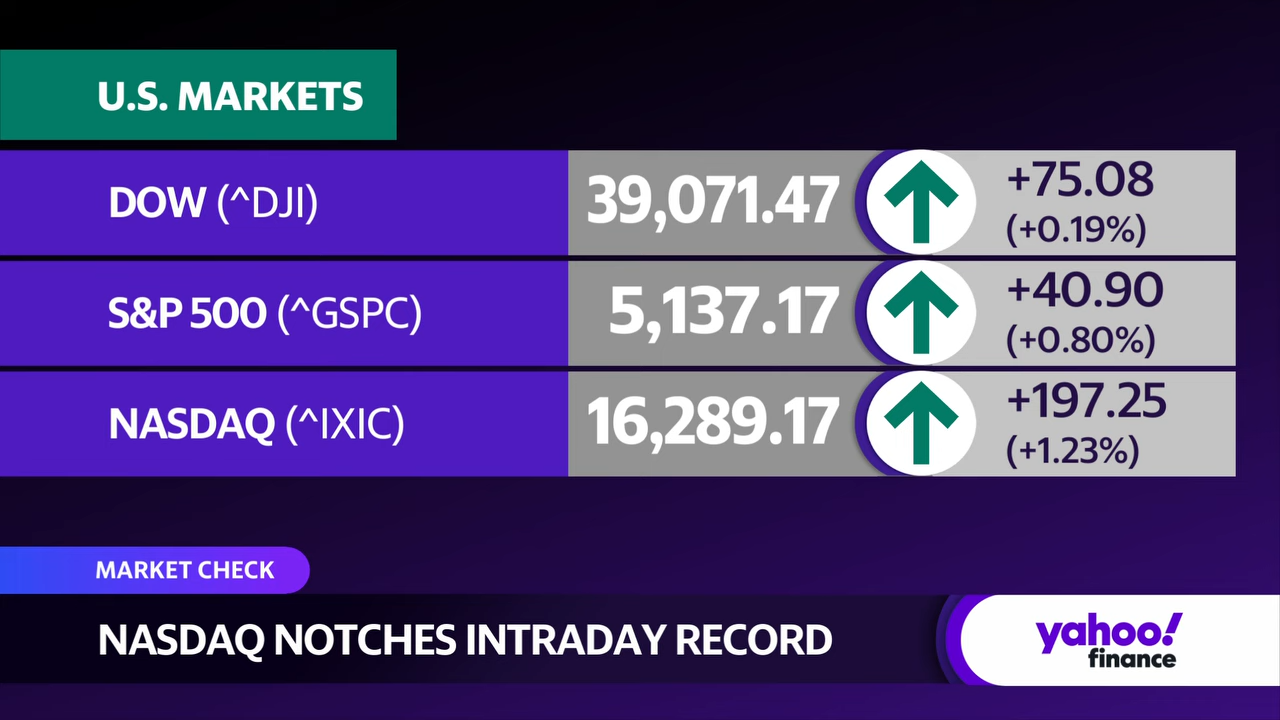 U.S. MARKETS
DOW (^DJI) 39,071.47 +75.08
(+0.19%)
S&P 500 (^GSPC) 5,137.17 +40.90
(+0.80%)
NASDAQ (^IXIC) 16,289.17 +197.25
(+1.23%)
MARKET CHECK
NASDAQ NOTCHES INTRADAY RECORD
yahoo!
finance